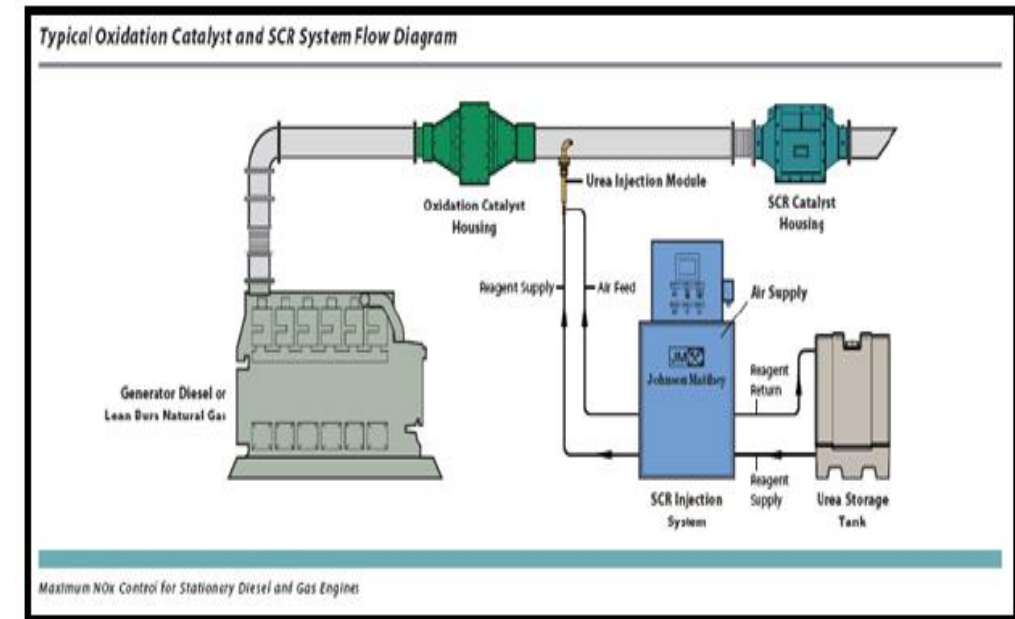 Typical Oxidation Catalyst and SCR System Flow Diagram
Urea Injection Module
Oxidation Catalyst
Housing
SCR Catalyst
Housing
Reagent Supply
Air Feed
Air Supply
JM
Johnson Matthey
Generator Diesel or
Lean Burn Natural Gas
Reagent
Return
Reagent
Supply
SCR Injection
System
Urea Storage
Tank
Maximum NOx Control for Stationary Diesel and Gas Engines